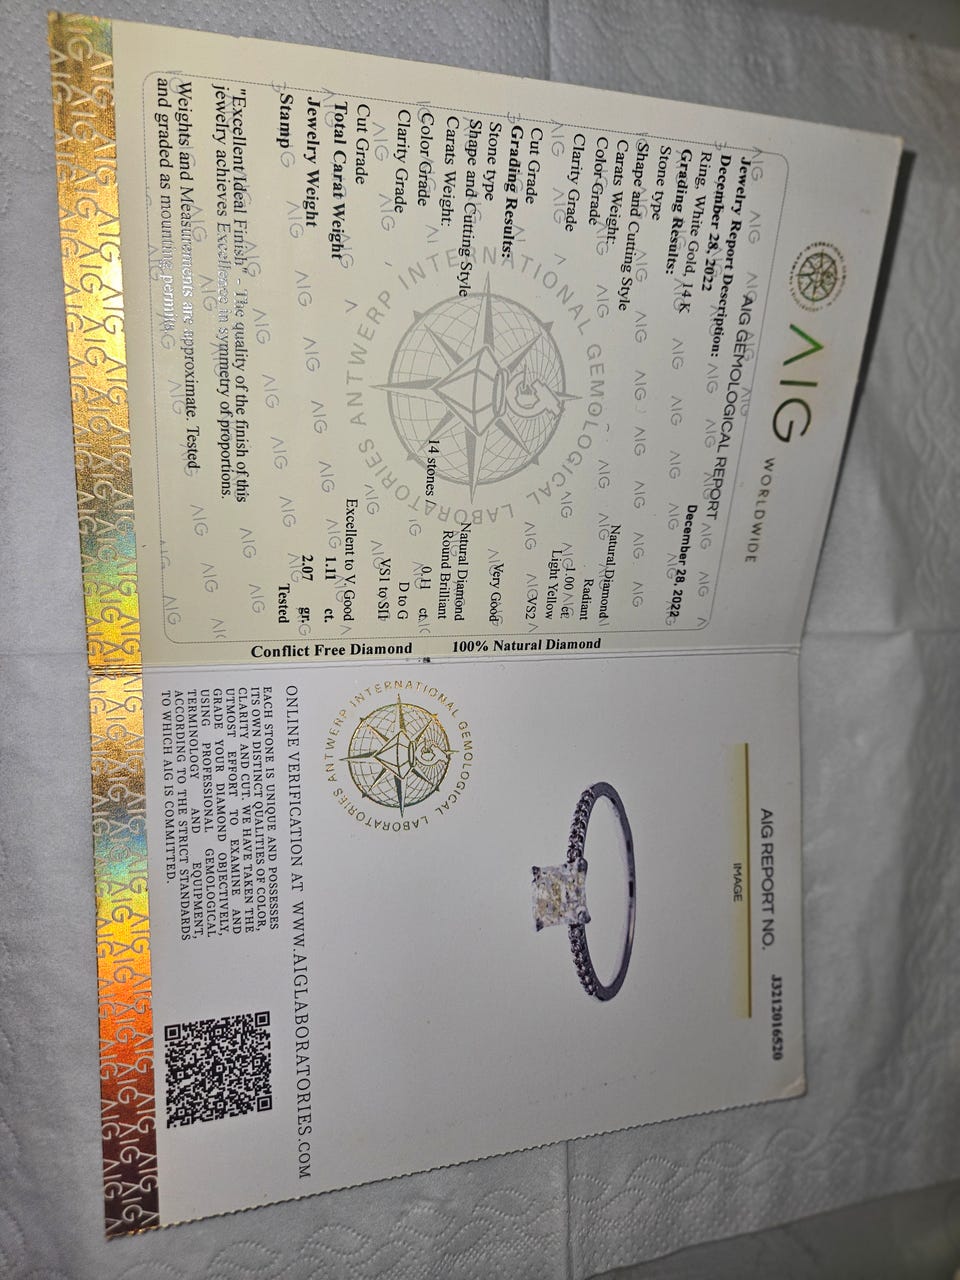 AIG
WORLDWIDE
AIG GEMOLOGICAL REPORT
Jewelry Report Description:
December 28, 2022 December 28, 2022
Ring, White Gold, 14 K
Grading Results:
Stone type Natural Diamond
Shape and Cutting Style Radiant
Carats Weight: 1.00 ct.
Color Grade Light Yellow
Clarity Grade VS2
Cut Grade Very Good
Grading Results:
Stone type Natural Diamond
Shape and Cutting Style Round Brilliant
Carats Weight: 14 stones / 0.11 ct.
Color Grade D to G
Clarity Grade VS1 to SI1
Cut Grade Excellent to V. Good
Total Carat Weight 1.11 ct.
Jewelry Weight 2.07 gr.
Stamp Tested
"Excellent/Ideal Finish" - The quality of the finish of this
jewelry achieves Excellence in symmetry of proportions.
Weights and Measurements are approximate. Tested
and graded as mounting permits.
ANTWERP INTERNATIONAL GEMOLOGICAL LABORATORIES
Conflict Free Diamond 100% Natural Diamond
AIG REPORT NO. J3212016520
IMAGE
ANTWERP INTERNATIONAL GEMOLOGICAL LABORATORIES
ONLINE VERIFICATION AT WWW.AIGLABORATORIES.COM
EACH STONE IS UNIQUE AND POSSESSES
ITS OWN DISTINCT QUALITIES OF COLOR,
CLARITY AND CUT. WE HAVE TAKEN THE
UTMOST EFFORT TO EXAMINE AND
GRADE YOUR DIAMOND OBJECTIVELY,
USING PROFESSIONAL GEMOLOGICAL
TERMINOLOGY AND EQUIPMENT,
ACCORDING TO THE STRICT STANDARDS
TO WHICH AIG IS COMMITTED.